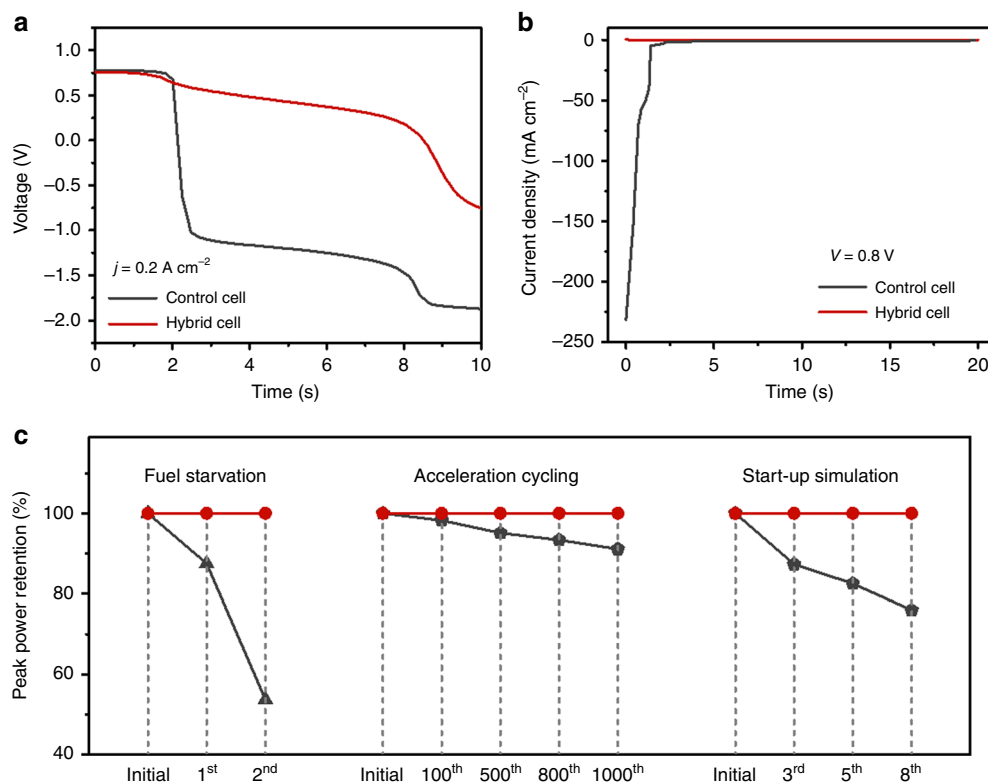 a
1.0
0.5
0.0
−0.5
−1.0
−1.5
−2.0
Voltage (V)
j = 0.2 A cm⁻²
Control cell
Hybrid cell
0 2 4 6 8 10
Time (s)
b
0
−50
−100
−150
−200
−250
Current density (mA cm⁻²)
V = 0.8 V
Control cell
Hybrid cell
0 5 10 15 20
Time (s)
c
Fuel starvation Acceleration cycling Start-up simulation
100
80
60
40
Peak power retention (%)
Initial 1st 2nd Initial 100th 500th 800th 1000th Initial 3rd 5th 8th